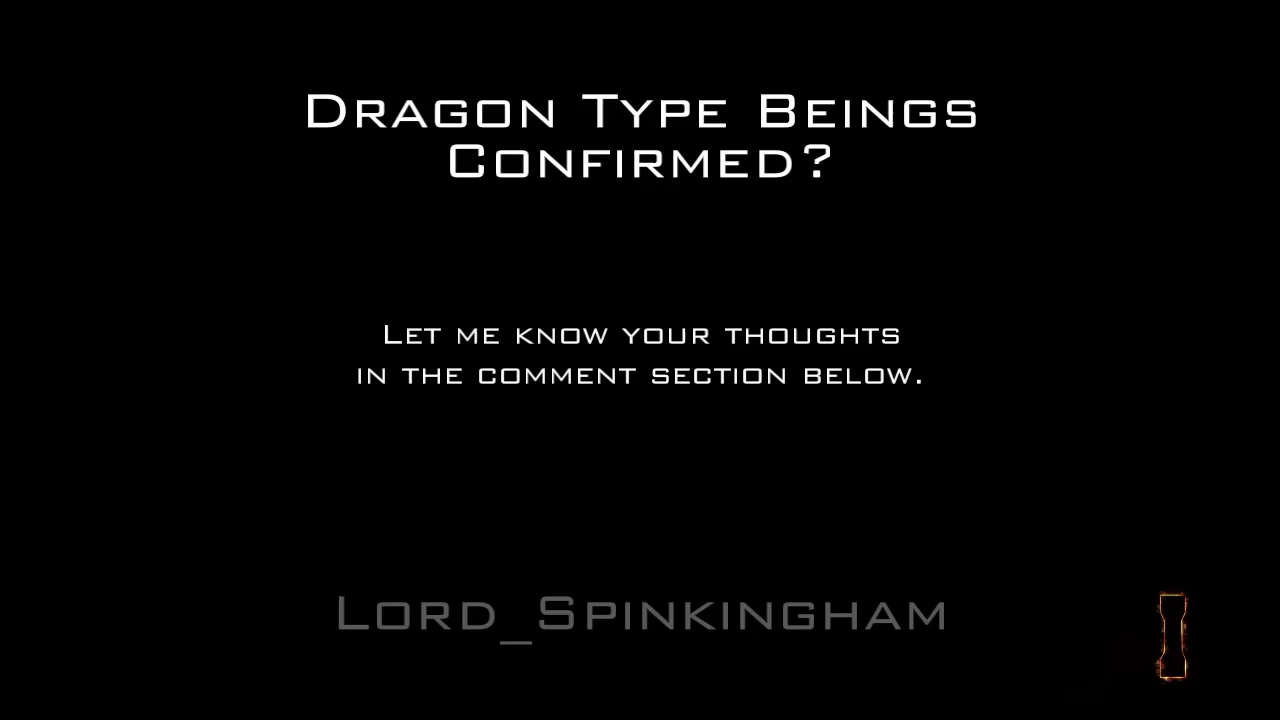 Dragon Type Beings
Confirmed?
Let me know your thoughts
in the comment section below.
Lord_Spinkingham